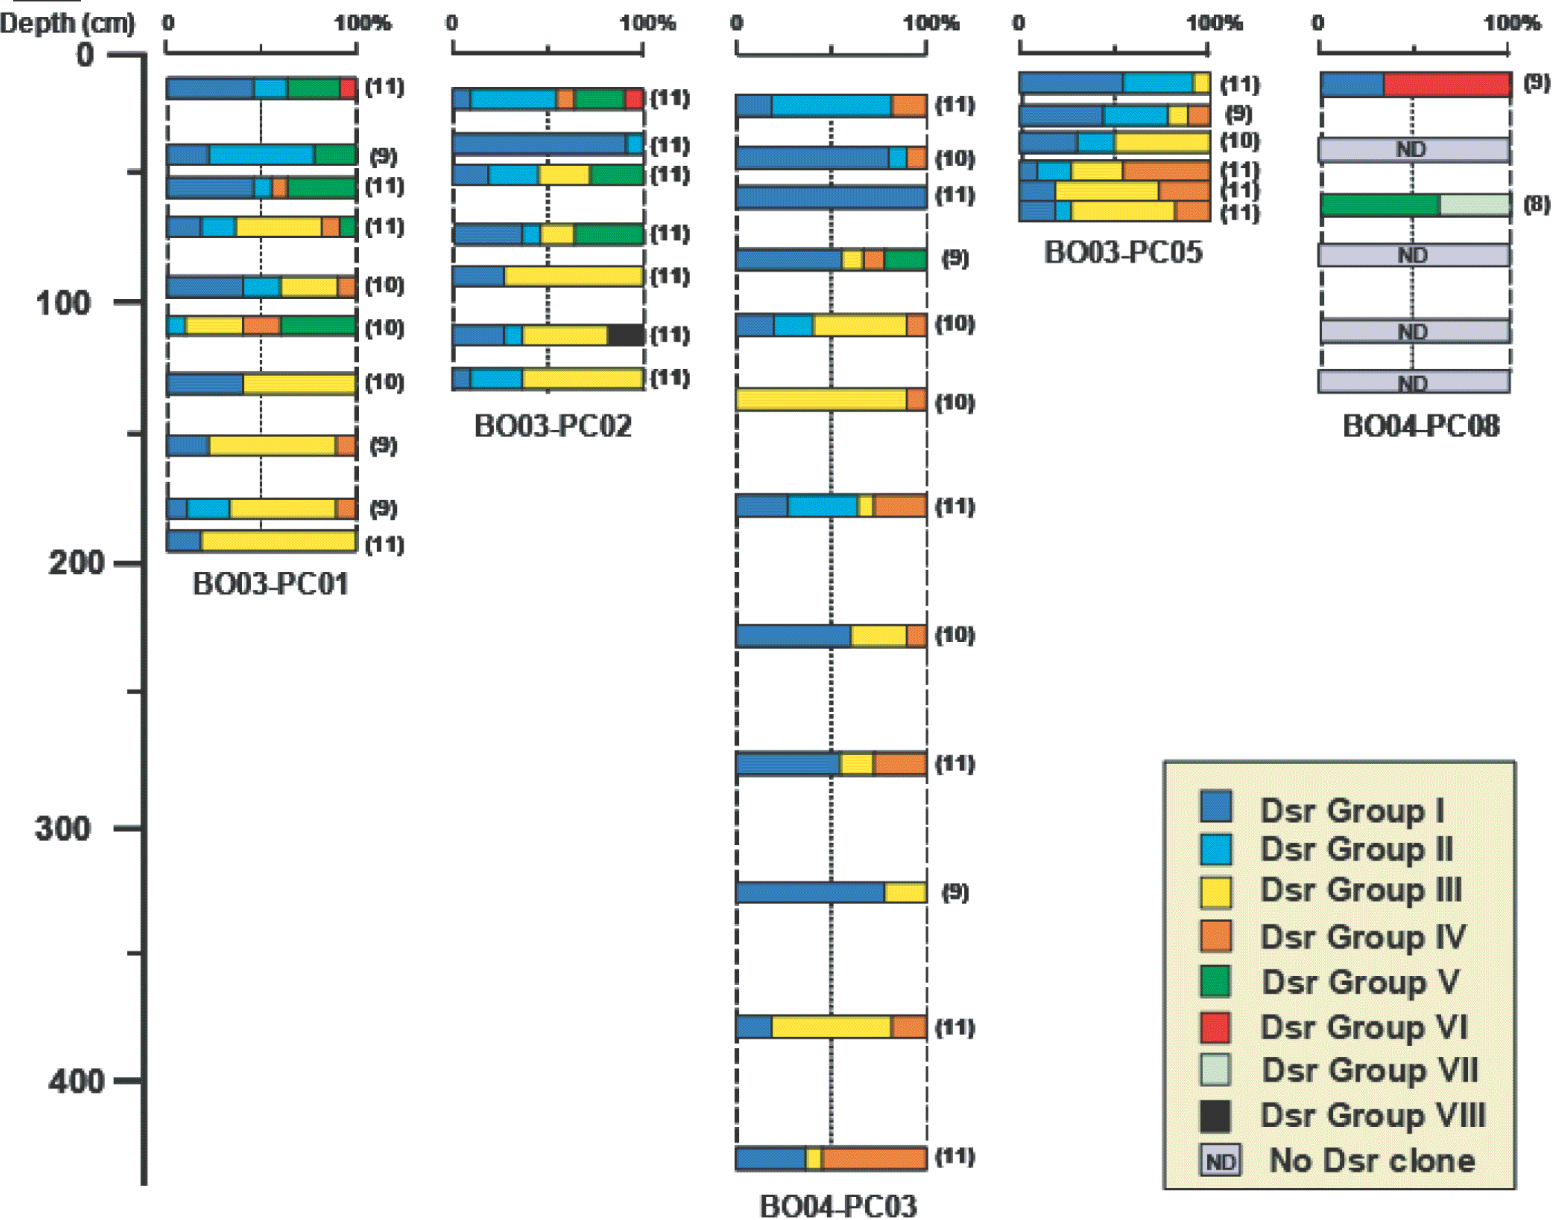 Depth (cm)
0 100%
0 100%
0 100%
0 100%
0 100%
0
100
200
300
400
(11)
(9)
(11)
(11)
(10)
(10)
(10)
(9)
(9)
(11)
BO03-PC01
(11)
(11)
(11)
(11)
(11)
(11)
(11)
BO03-PC02
(11)
(10)
(11)
(9)
(10)
(10)
(11)
(10)
(11)
(9)
(11)
(11)
BO04-PC03
(11)
(9)
(10)
(11)
(11)
(11)
BO03-PC05
(9)
ND
(8)
ND
ND
ND
BO04-PC08
Dsr Group I
Dsr Group II
Dsr Group III
Dsr Group IV
Dsr Group V
Dsr Group VI
Dsr Group VII
Dsr Group VIII
ND No Dsr clone